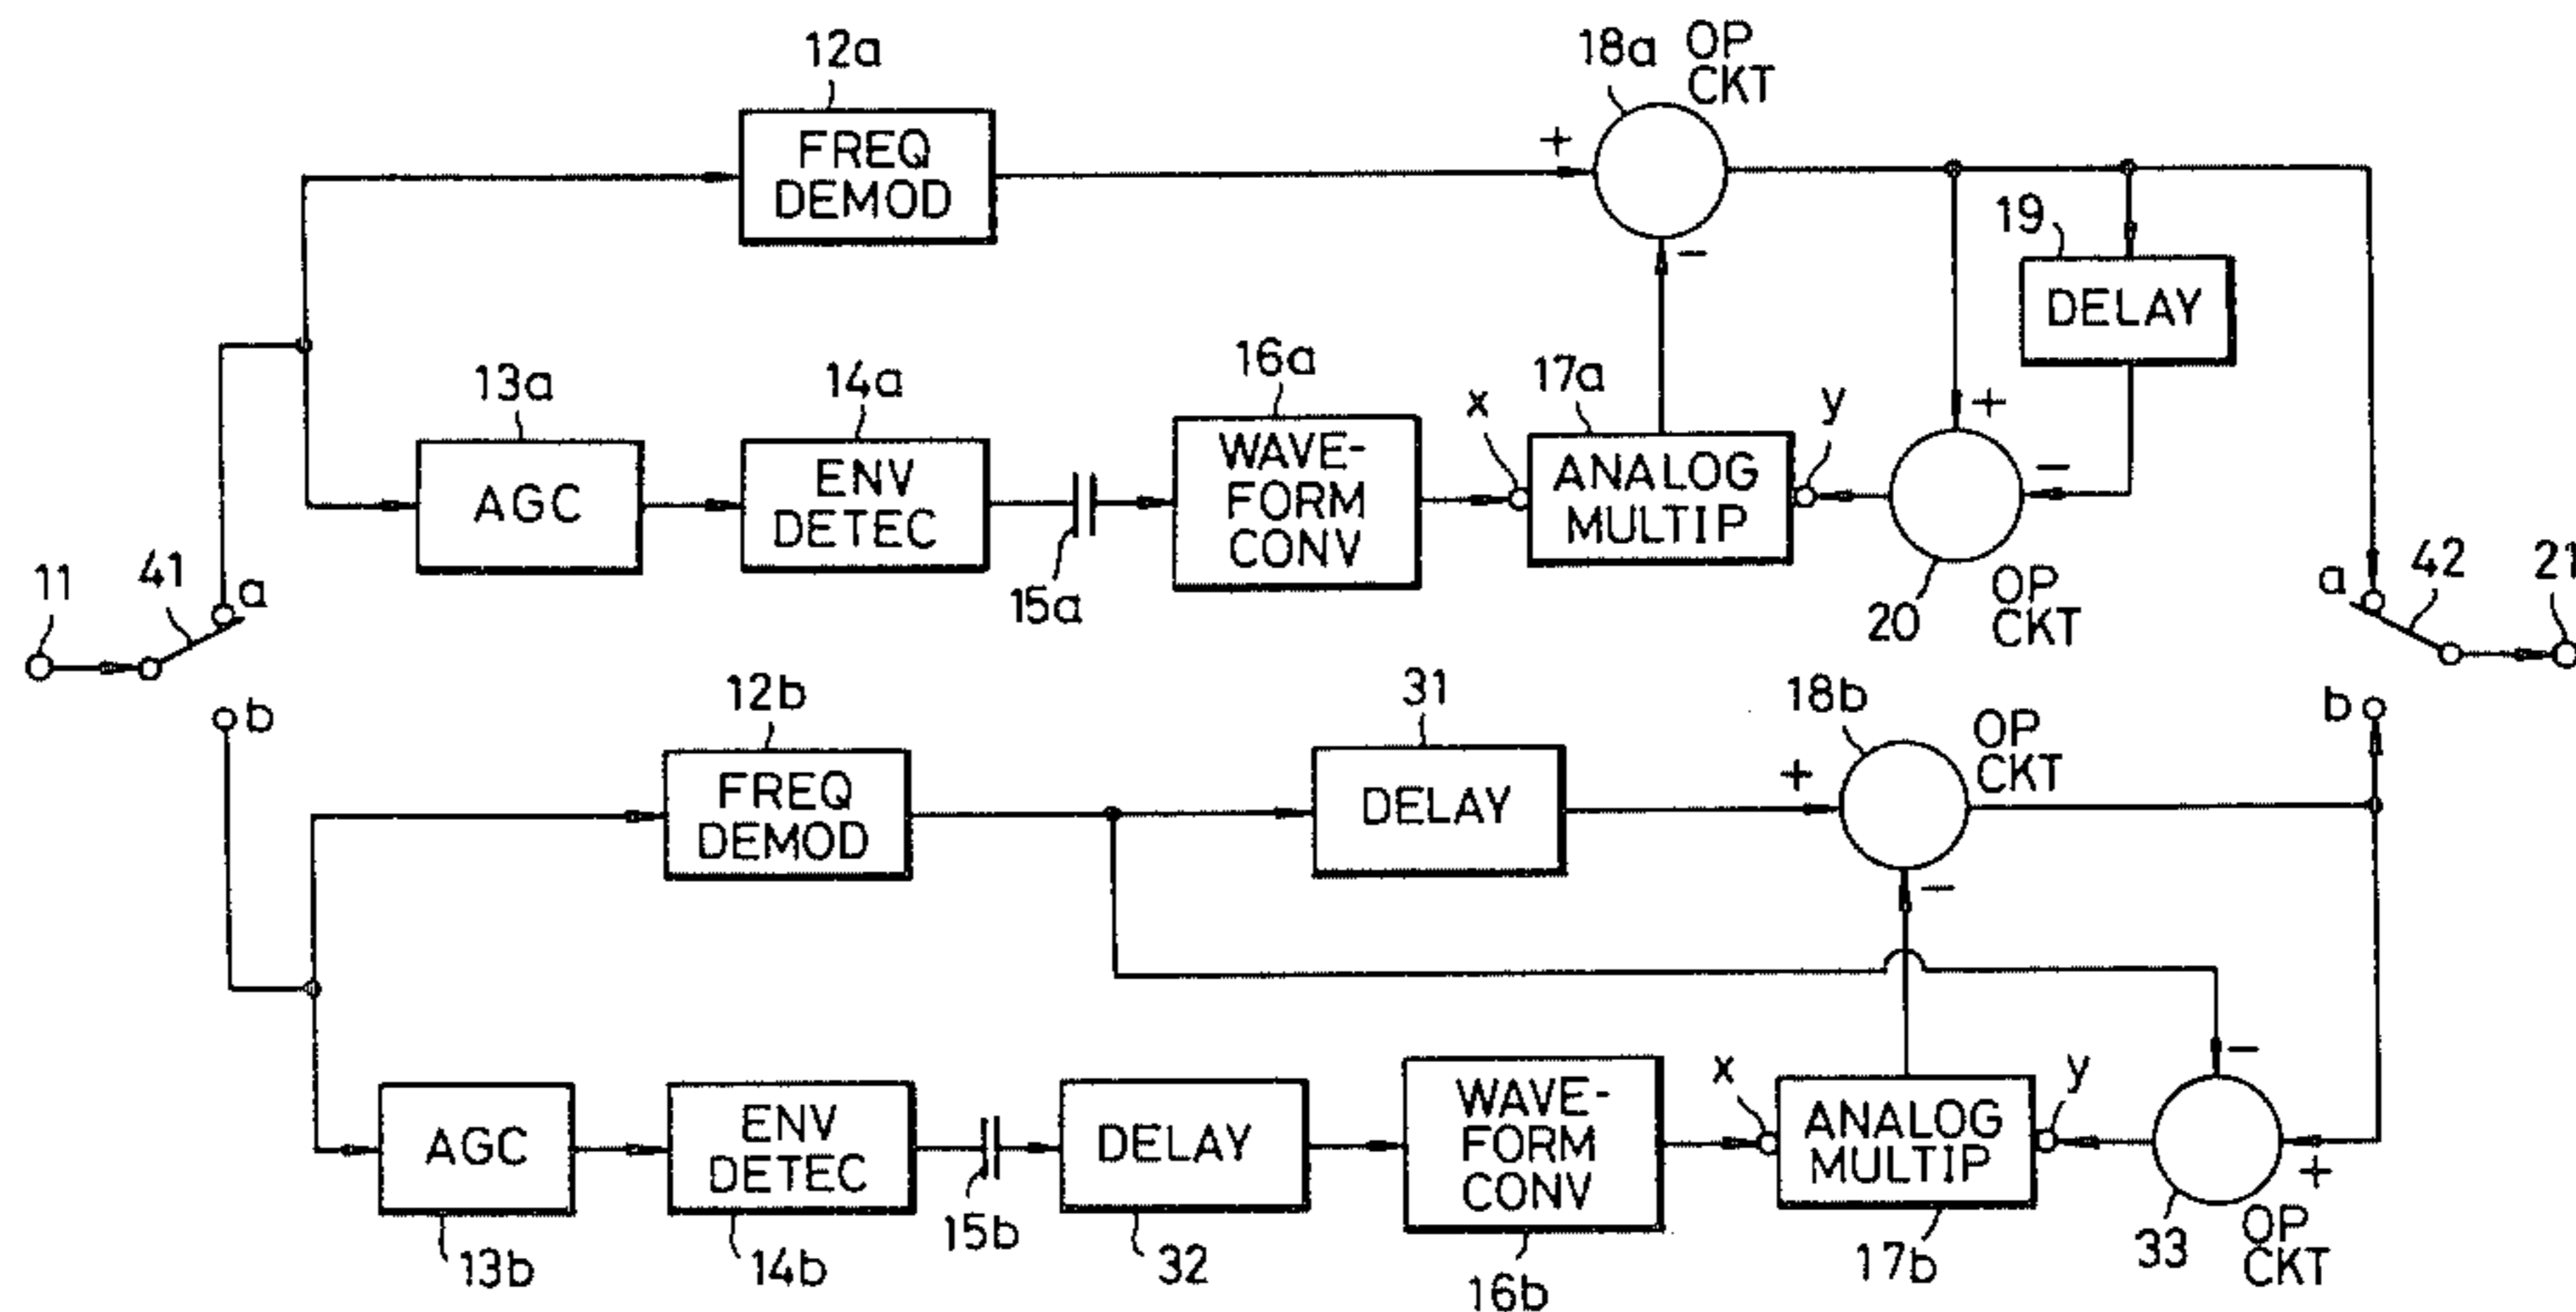 12a
FREQ
DEMOD
18a
OP
CKT
+
-
19
DELAY
13a
AGC
14a
ENV
DETEC
15a
16a
WAVE-
FORM
CONV
x
17a
ANALOG
MULTIP
y
+
-
20
OP
CKT
11
41
a
b
a
b
42
21
12b
FREQ
DEMOD
31
DELAY
+
18b
OP
CKT
-
13b
AGC
14b
ENV
DETEC
15b
DELAY
32
WAVE-
FORM
CONV
16b
x
ANALOG
MULTIP
17b
y
-
+
33
OP
CKT